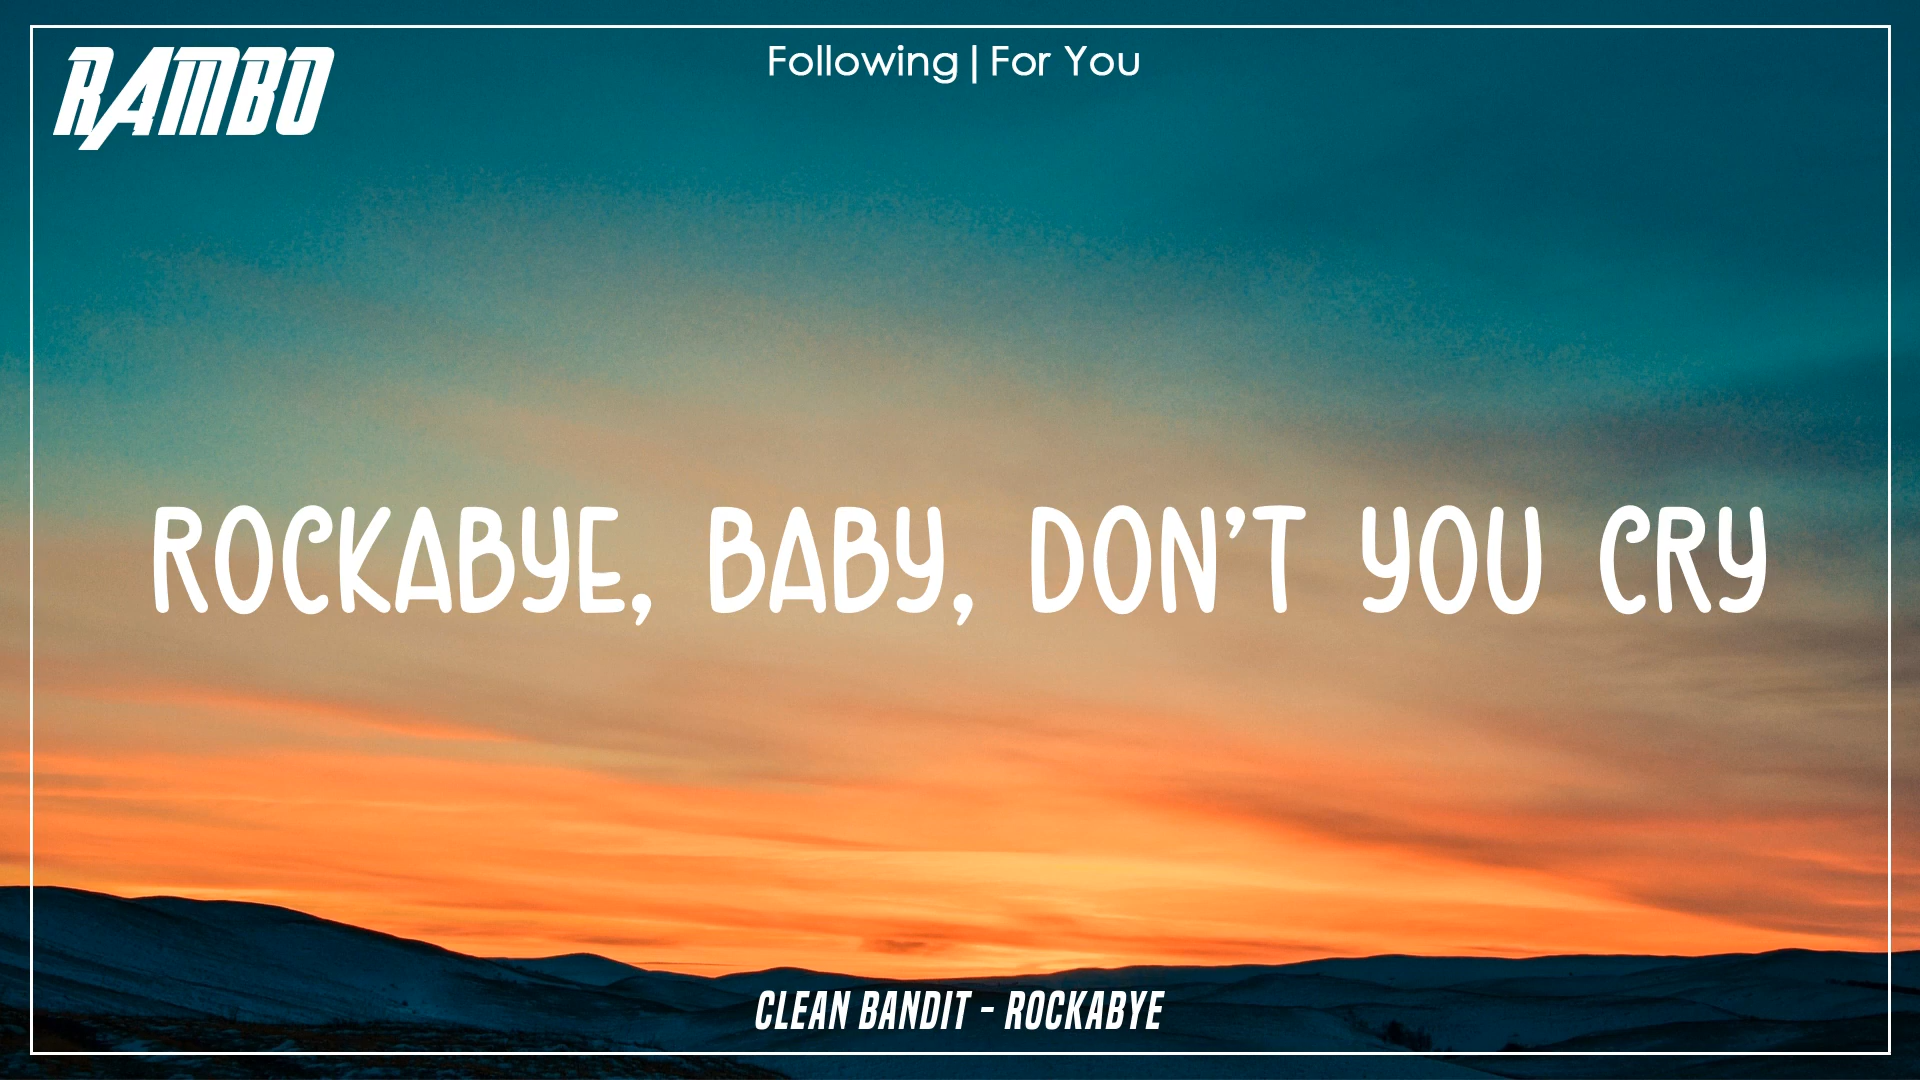 RAMBO
Following | For You
ROCKABYE, BABY, DON'T YOU CRY
CLEAN BANDIT - ROCKABYE